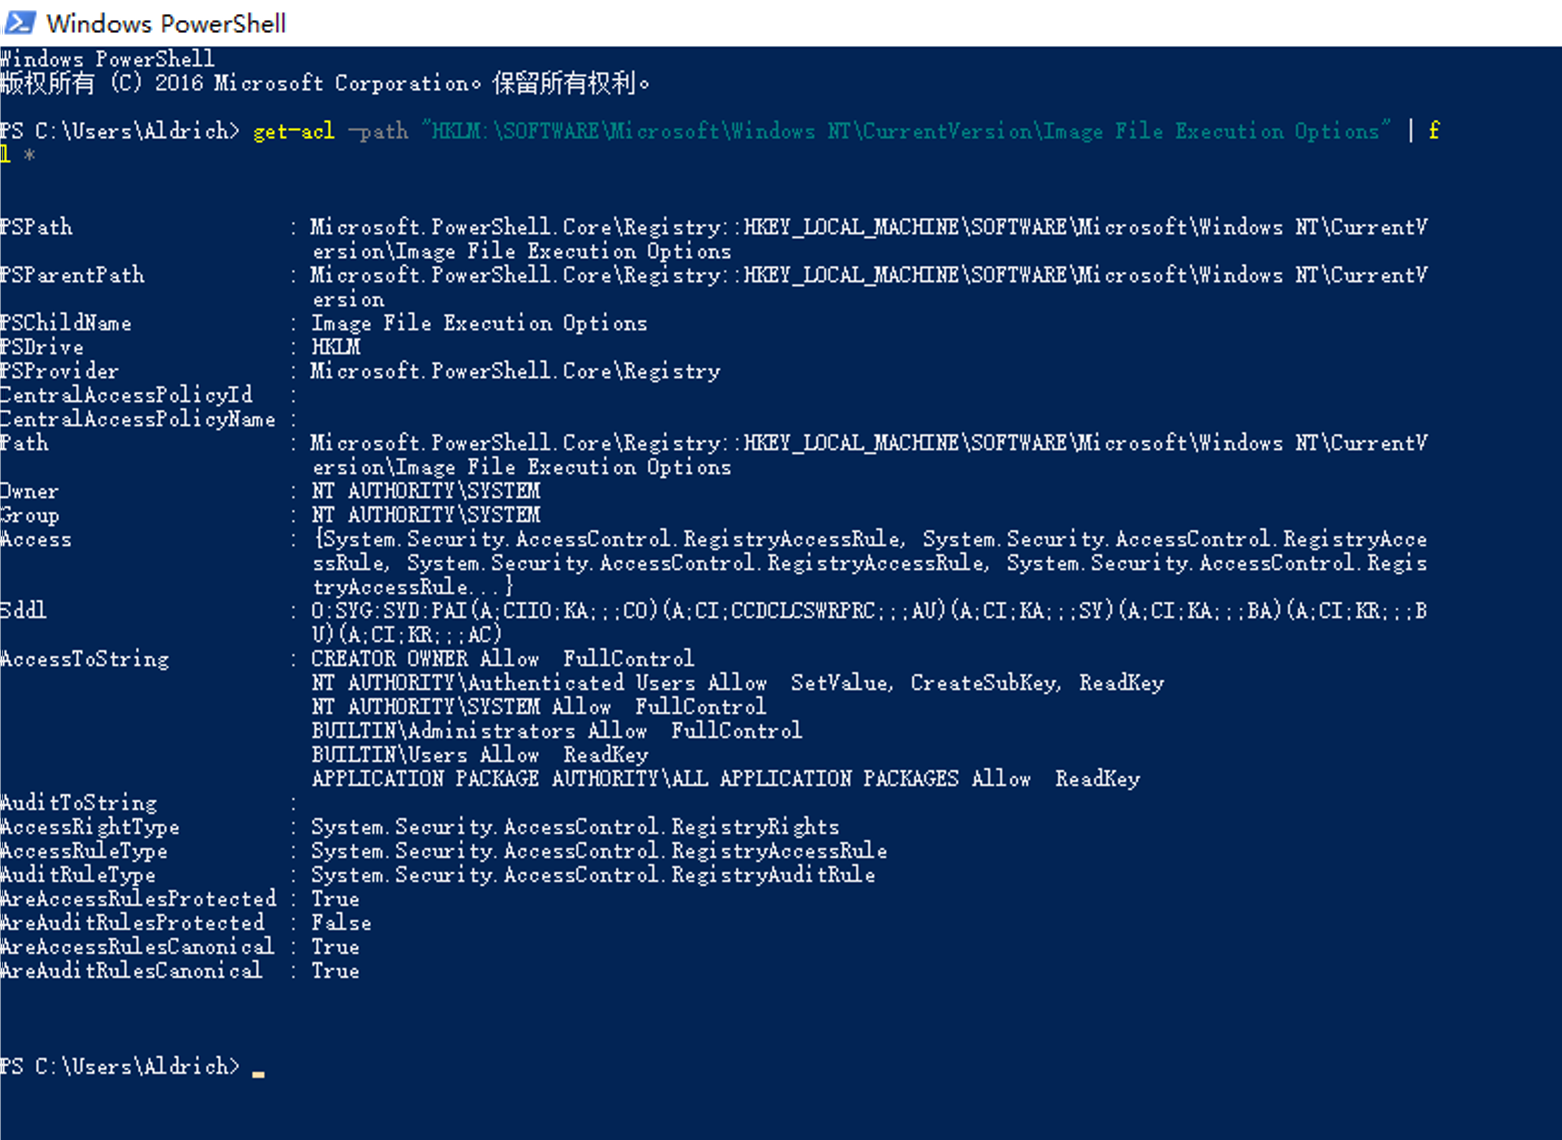 Windows PowerShell
Windows PowerShell
版权所有 (C) 2016 Microsoft Corporation。保留所有权利。
PS C:\Users\Aldrich> get-acl -path "HKLM:\SOFTWARE\Microsoft\Windows NT\CurrentVersion\Image File Execution Options" | f
l *
PSPath : Microsoft.PowerShell.Core\Registry::HKEY_LOCAL_MACHINE\SOFTWARE\Microsoft\Windows NT\CurrentV
ersion\Image File Execution Options
PSParentPath : Microsoft.PowerShell.Core\Registry::HKEY_LOCAL_MACHINE\SOFTWARE\Microsoft\Windows NT\CurrentV
ersion
PSChildName : Image File Execution Options
PSDrive : HKLM
PSProvider : Microsoft.PowerShell.Core\Registry
CentralAccessPolicyId :
CentralAccessPolicyName :
Path : Microsoft.PowerShell.Core\Registry::HKEY_LOCAL_MACHINE\SOFTWARE\Microsoft\Windows NT\CurrentV
ersion\Image File Execution Options
Owner : NT AUTHORITY\SYSTEM
Group : NT AUTHORITY\SYSTEM
Access : {System.Security.AccessControl.RegistryAccessRule, System.Security.AccessControl.RegistryAcce
ssRule, System.Security.AccessControl.RegistryAccessRule, System.Security.AccessControl.Regis
tryAccessRule...}
Sddl : O:SYG:SYD:PAI(A;CIIO;KA;;;CO)(A;CI;CCDCLCSWRPRC;;;AU)(A;CI;KA;;;SY)(A;CI;KA;;;BA)(A;CI;KR;;;B
U)(A;CI;KR;;;AC)
AccessToString : CREATOR OWNER Allow  FullControl
NT AUTHORITY\Authenticated Users Allow  SetValue, CreateSubKey, ReadKey
NT AUTHORITY\SYSTEM Allow  FullControl
BUILTIN\Administrators Allow  FullControl
BUILTIN\Users Allow  ReadKey
APPLICATION PACKAGE AUTHORITY\ALL APPLICATION PACKAGES Allow  ReadKey
AuditToString :
AccessRightType : System.Security.AccessControl.RegistryRights
AccessRuleType : System.Security.AccessControl.RegistryAccessRule
AuditRuleType : System.Security.AccessControl.RegistryAuditRule
AreAccessRulesProtected : True
AreAuditRulesProtected : False
AreAccessRulesCanonical : True
AreAuditRulesCanonical : True
PS C:\Users\Aldrich> _